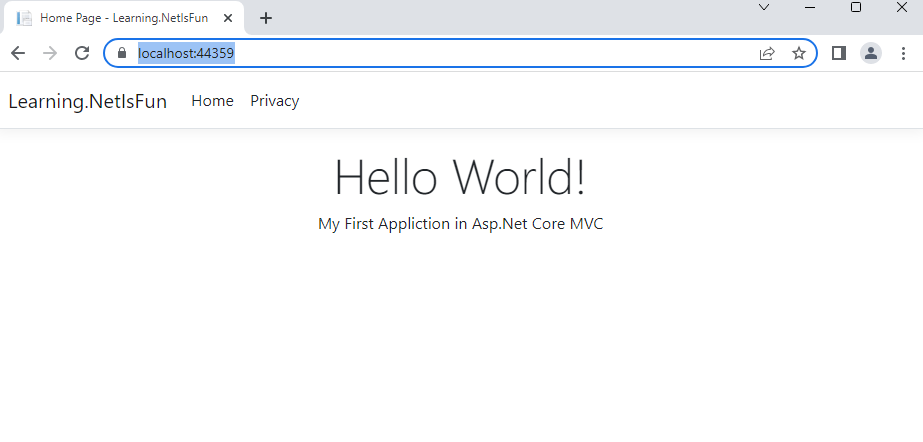 Home Page - Learning.NetIsFun
localhost:44359
Learning.NetIsFun Home Privacy
Hello World!
My First Appliction in Asp.Net Core MVC